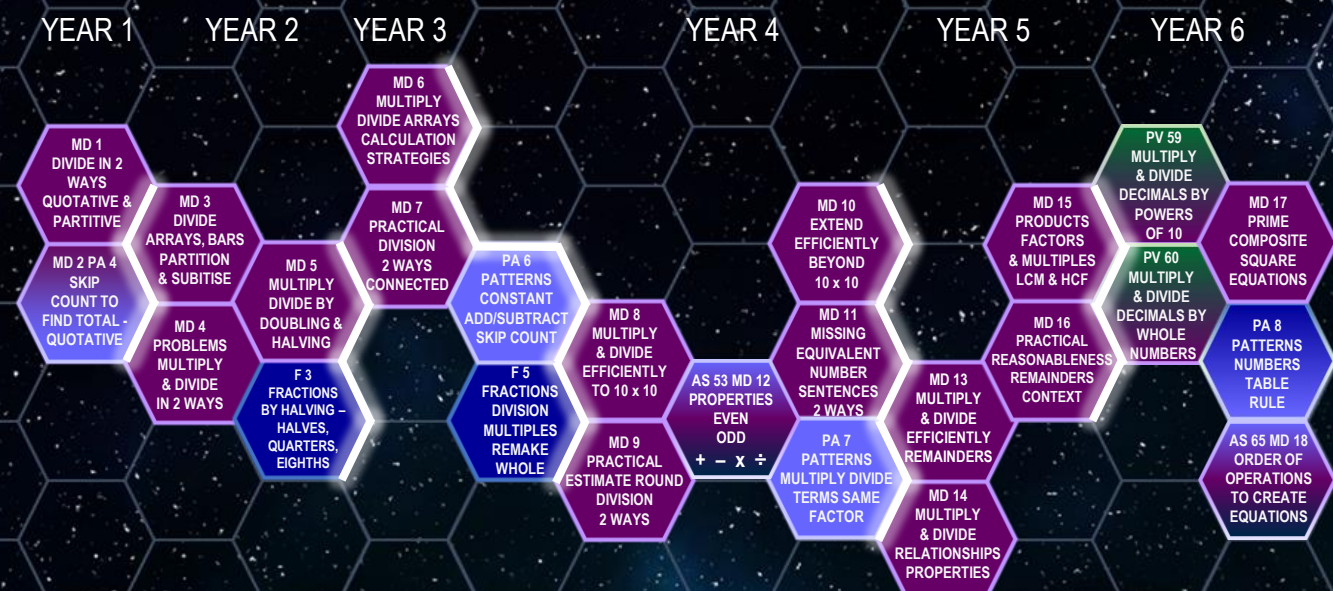 YEAR 1
YEAR 2
YEAR 3
YEAR 4
YEAR 5
YEAR 6
MD 1
DIVIDE IN 2
WAYS
QUOTATIVE &
PARTITIVE
MD 2 PA 4
SKIP
COUNT TO
FIND TOTAL -
QUOTATIVE
MD 3
DIVIDE
ARRAYS, BARS
PARTITION
& SUBITISE
MD 4
PROBLEMS
MULTIPLY
& DIVIDE
IN 2 WAYS
MD 5
MULTIPLY
DIVIDE BY
DOUBLING &
HALVING
F 3
FRACTIONS
BY HALVING –
HALVES,
QUARTERS,
EIGHTHS
MD 6
MULTIPLY
DIVIDE ARRAYS
CALCULATION
STRATEGIES
MD 7
PRACTICAL
DIVISION
2 WAYS
CONNECTED
PA 6
PATTERNS
CONSTANT
ADD/SUBTRACT
SKIP COUNT
F 5
FRACTIONS
DIVISION
MULTIPLES
REMAKE
WHOLE
MD 8
MULTIPLY
& DIVIDE
EFFICIENTLY
TO 10 x 10
MD 9
PRACTICAL
ESTIMATE ROUND
DIVISION
2 WAYS
AS 53 MD 12
PROPERTIES
EVEN
ODD
+ – x ÷
MD 10
EXTEND
EFFICIENTLY
BEYOND
10 x 10
MD 11
MISSING
EQUIVALENT
NUMBER
SENTENCES
2 WAYS
PA 7
PATTERNS
MULTIPLY DIVIDE
TERMS SAME
FACTOR
MD 13
MULTIPLY
& DIVIDE
EFFICIENTLY
REMAINDERS
MD 14
MULTIPLY
& DIVIDE
RELATIONSHIPS
PROPERTIES
MD 15
PRODUCTS
FACTORS
& MULTIPLES
LCM & HCF
MD 16
PRACTICAL
REASONABLENESS
REMAINDERS
CONTEXT
PV 59
MULTIPLY
& DIVIDE
DECIMALS BY
POWERS
OF 10
PV 60
MULTIPLY
& DIVIDE
DECIMALS BY
WHOLE
NUMBERS
MD 17
PRIME
COMPOSITE
SQUARE
EQUATIONS
PA 8
PATTERNS
NUMBERS
TABLE
RULE
AS 65 MD 18
ORDER OF
OPERATIONS
TO CREATE
EQUATIONS